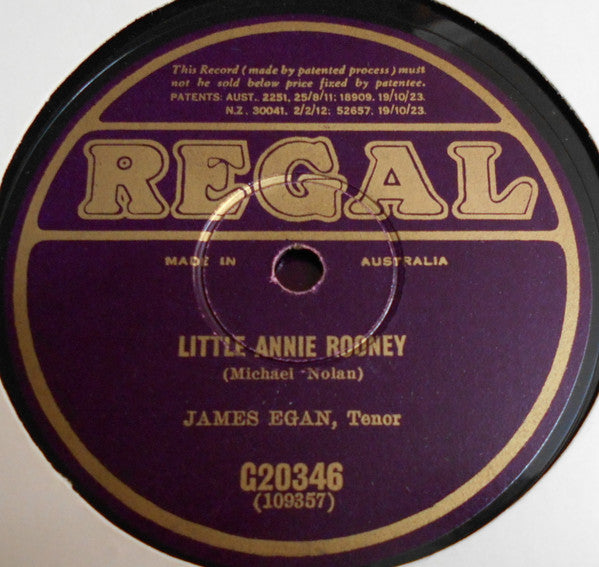 This Record (made by patented process) must
not be sold below price fixed by patentee.
PATENTS: AUST. 2251, 25/8/11; 18909. 19/10/23.
N.Z. 30041. 2/2/12; 52657. 19/10/23.
REGAL
MADE IN AUSTRALIA
LITTLE ANNIE ROONEY
(Michael Nolan)
JAMES EGAN, Tenor
G20346
(109357)